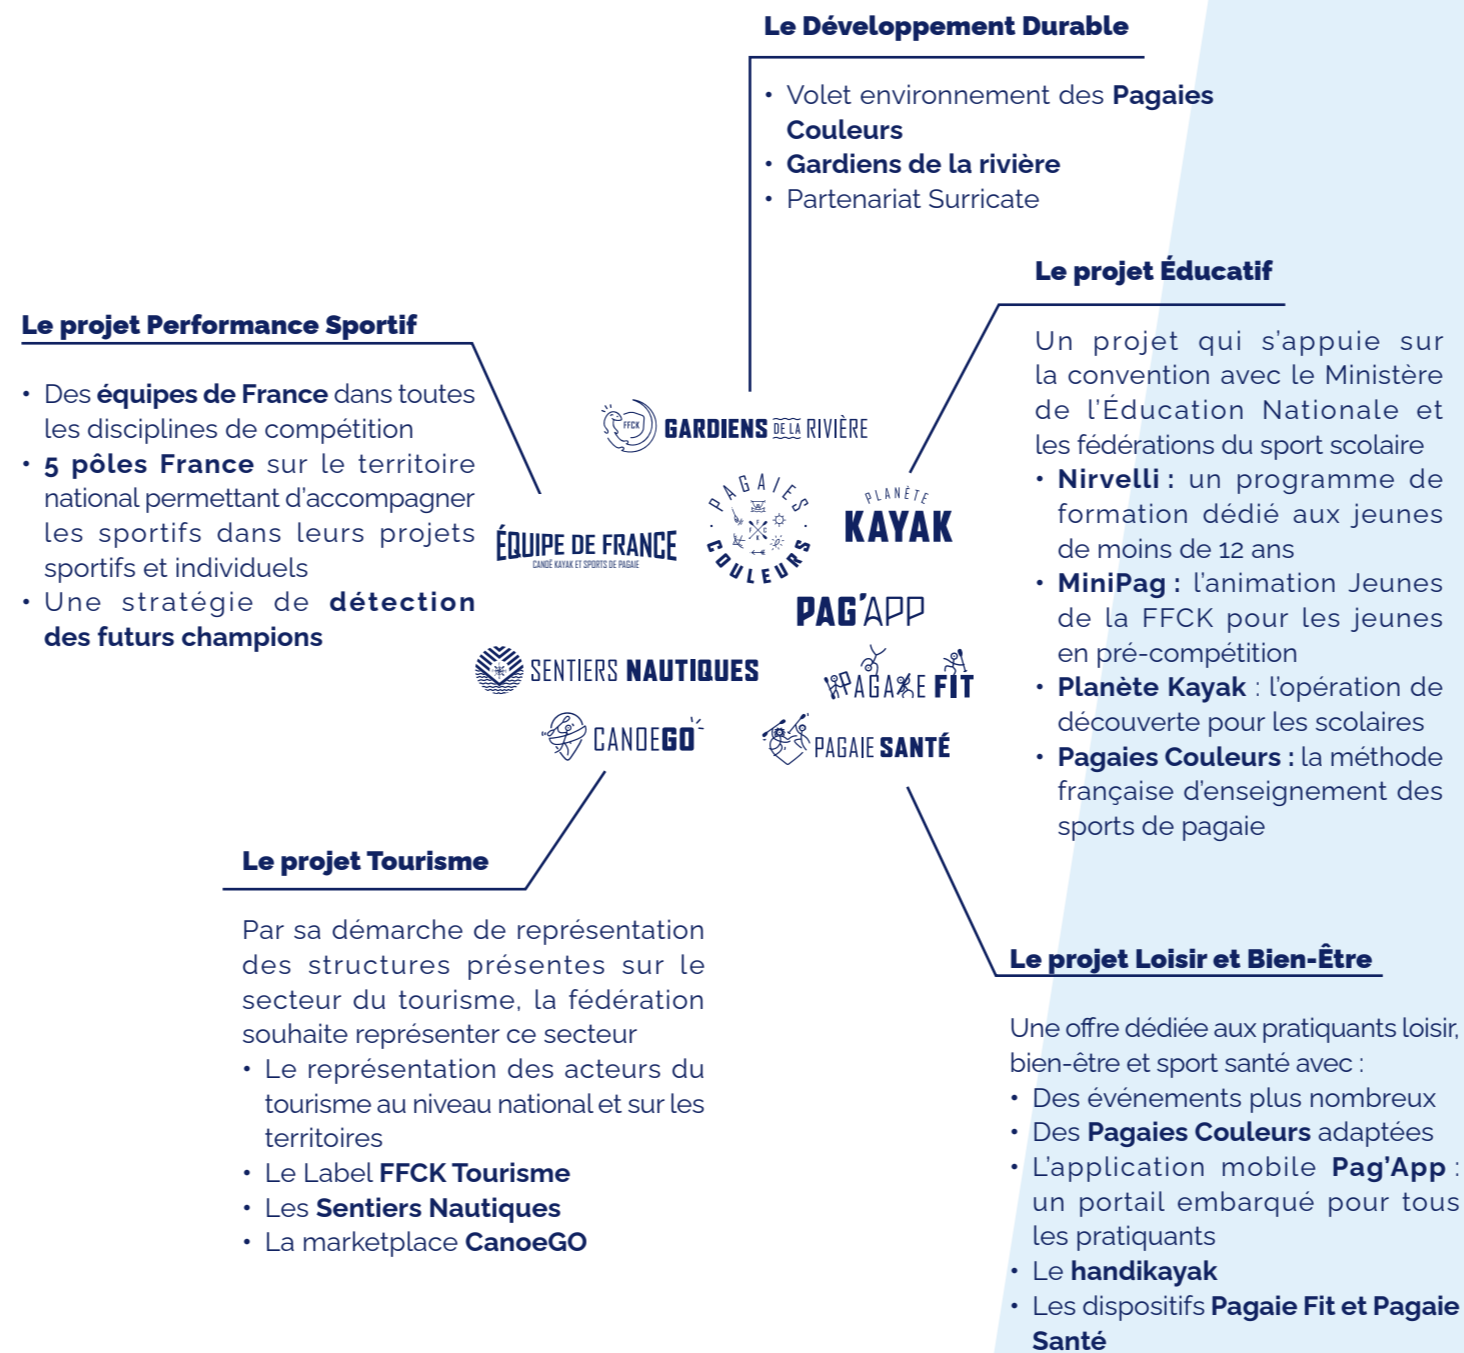 Le Développement Durable
• Volet environnement des Pagaies
Couleurs
• Gardiens de la rivière
• Partenariat Surricate
Le projet Éducatif
Un projet qui s'appuie sur
la convention avec le Ministère
de l'Éducation Nationale et
les fédérations du sport scolaire
• Nirvelli : un programme de
formation dédié aux jeunes
de moins de 12 ans
• MiniPag : l'animation Jeunes
de la FFCK pour les jeunes
en pré-compétition
• Planète Kayak : l'opération de
découverte pour les scolaires
• Pagaies Couleurs : la méthode
française d'enseignement des
sports de pagaie
Le projet Performance Sportif
• Des équipes de France dans toutes
les disciplines de compétition
• 5 pôles France sur le territoire
national permettant d'accompagner
les sportifs dans leurs projets
sportifs et individuels
• Une stratégie de détection
des futurs champions
FFCK
GARDIENS DE LA RIVIÈRE
PAGAIES
COULEURS
PLANÈTE
KAYAK
ÉQUIPE DE FRANCE
CANOË KAYAK ET SPORTS DE PAGAIE
PAG'APP
SENTIERS NAUTIQUES
PAGAIE FIT
CANOEGO
PAGAIE SANTÉ
Le projet Tourisme
Par sa démarche de représentation
des structures présentes sur le
secteur du tourisme, la fédération
souhaite représenter ce secteur
• Le représentation des acteurs du
tourisme au niveau national et sur les
territoires
• Le Label FFCK Tourisme
• Les Sentiers Nautiques
• La marketplace CanoeGO
Le projet Loisir et Bien-Être
Une offre dédiée aux pratiquants loisir,
bien-être et sport santé avec :
• Des événements plus nombreux
• Des Pagaies Couleurs adaptées
• L'application mobile Pag'App :
un portail embarqué pour tous
les pratiquants
• Le handikayak
• Les dispositifs Pagaie Fit et Pagaie
Santé